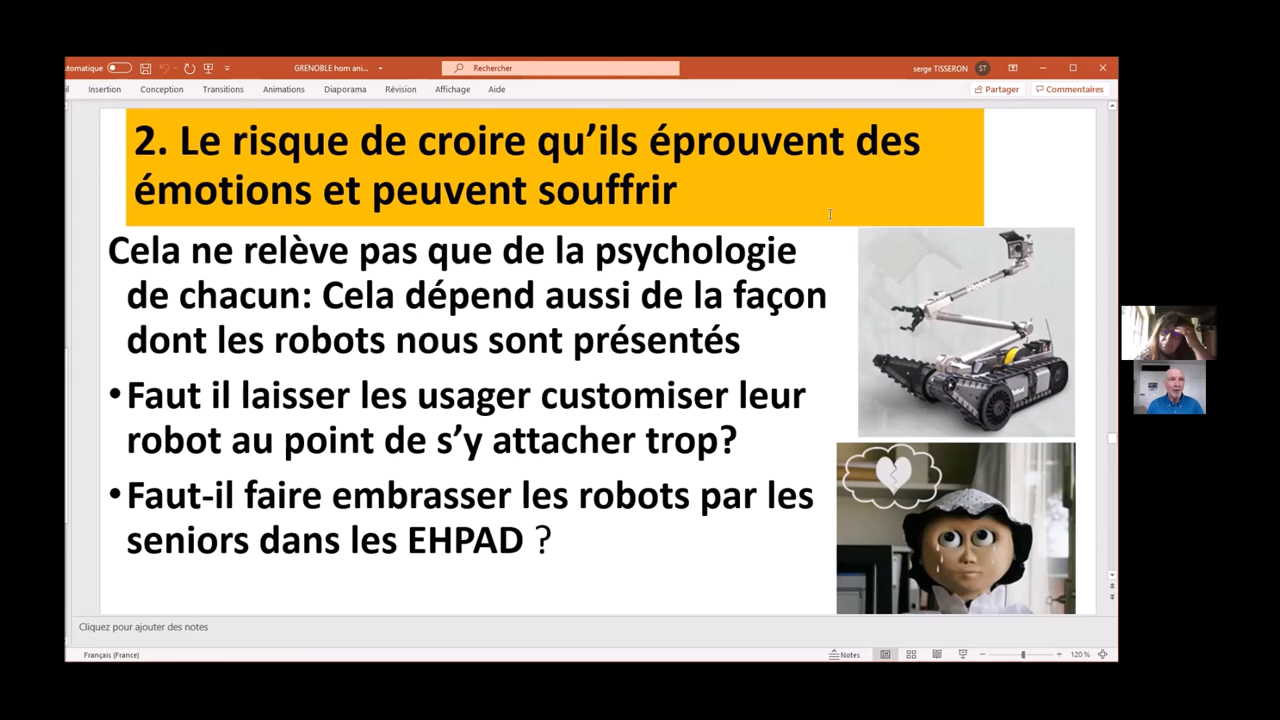 tomatique
GRENOBLE hom ani...
Rechercher
serge TISSERON
ST
Insertion
Conception
Transitions
Animations
Diaporama
Révision
Affichage
Aide
Partager
Commentaires
2. Le risque de croire qu’ils éprouvent des
émotions et peuvent souffrir
Cela ne relève pas que de la psychologie
de chacun: Cela dépend aussi de la façon
dont les robots nous sont présentés
•Faut il laisser les usager customiser leur
robot au point de s’y attacher trop?
•Faut-il faire embrasser les robots par les
seniors dans les EHPAD ?
Cliquez pour ajouter des notes
Français (France)
Notes
120 %